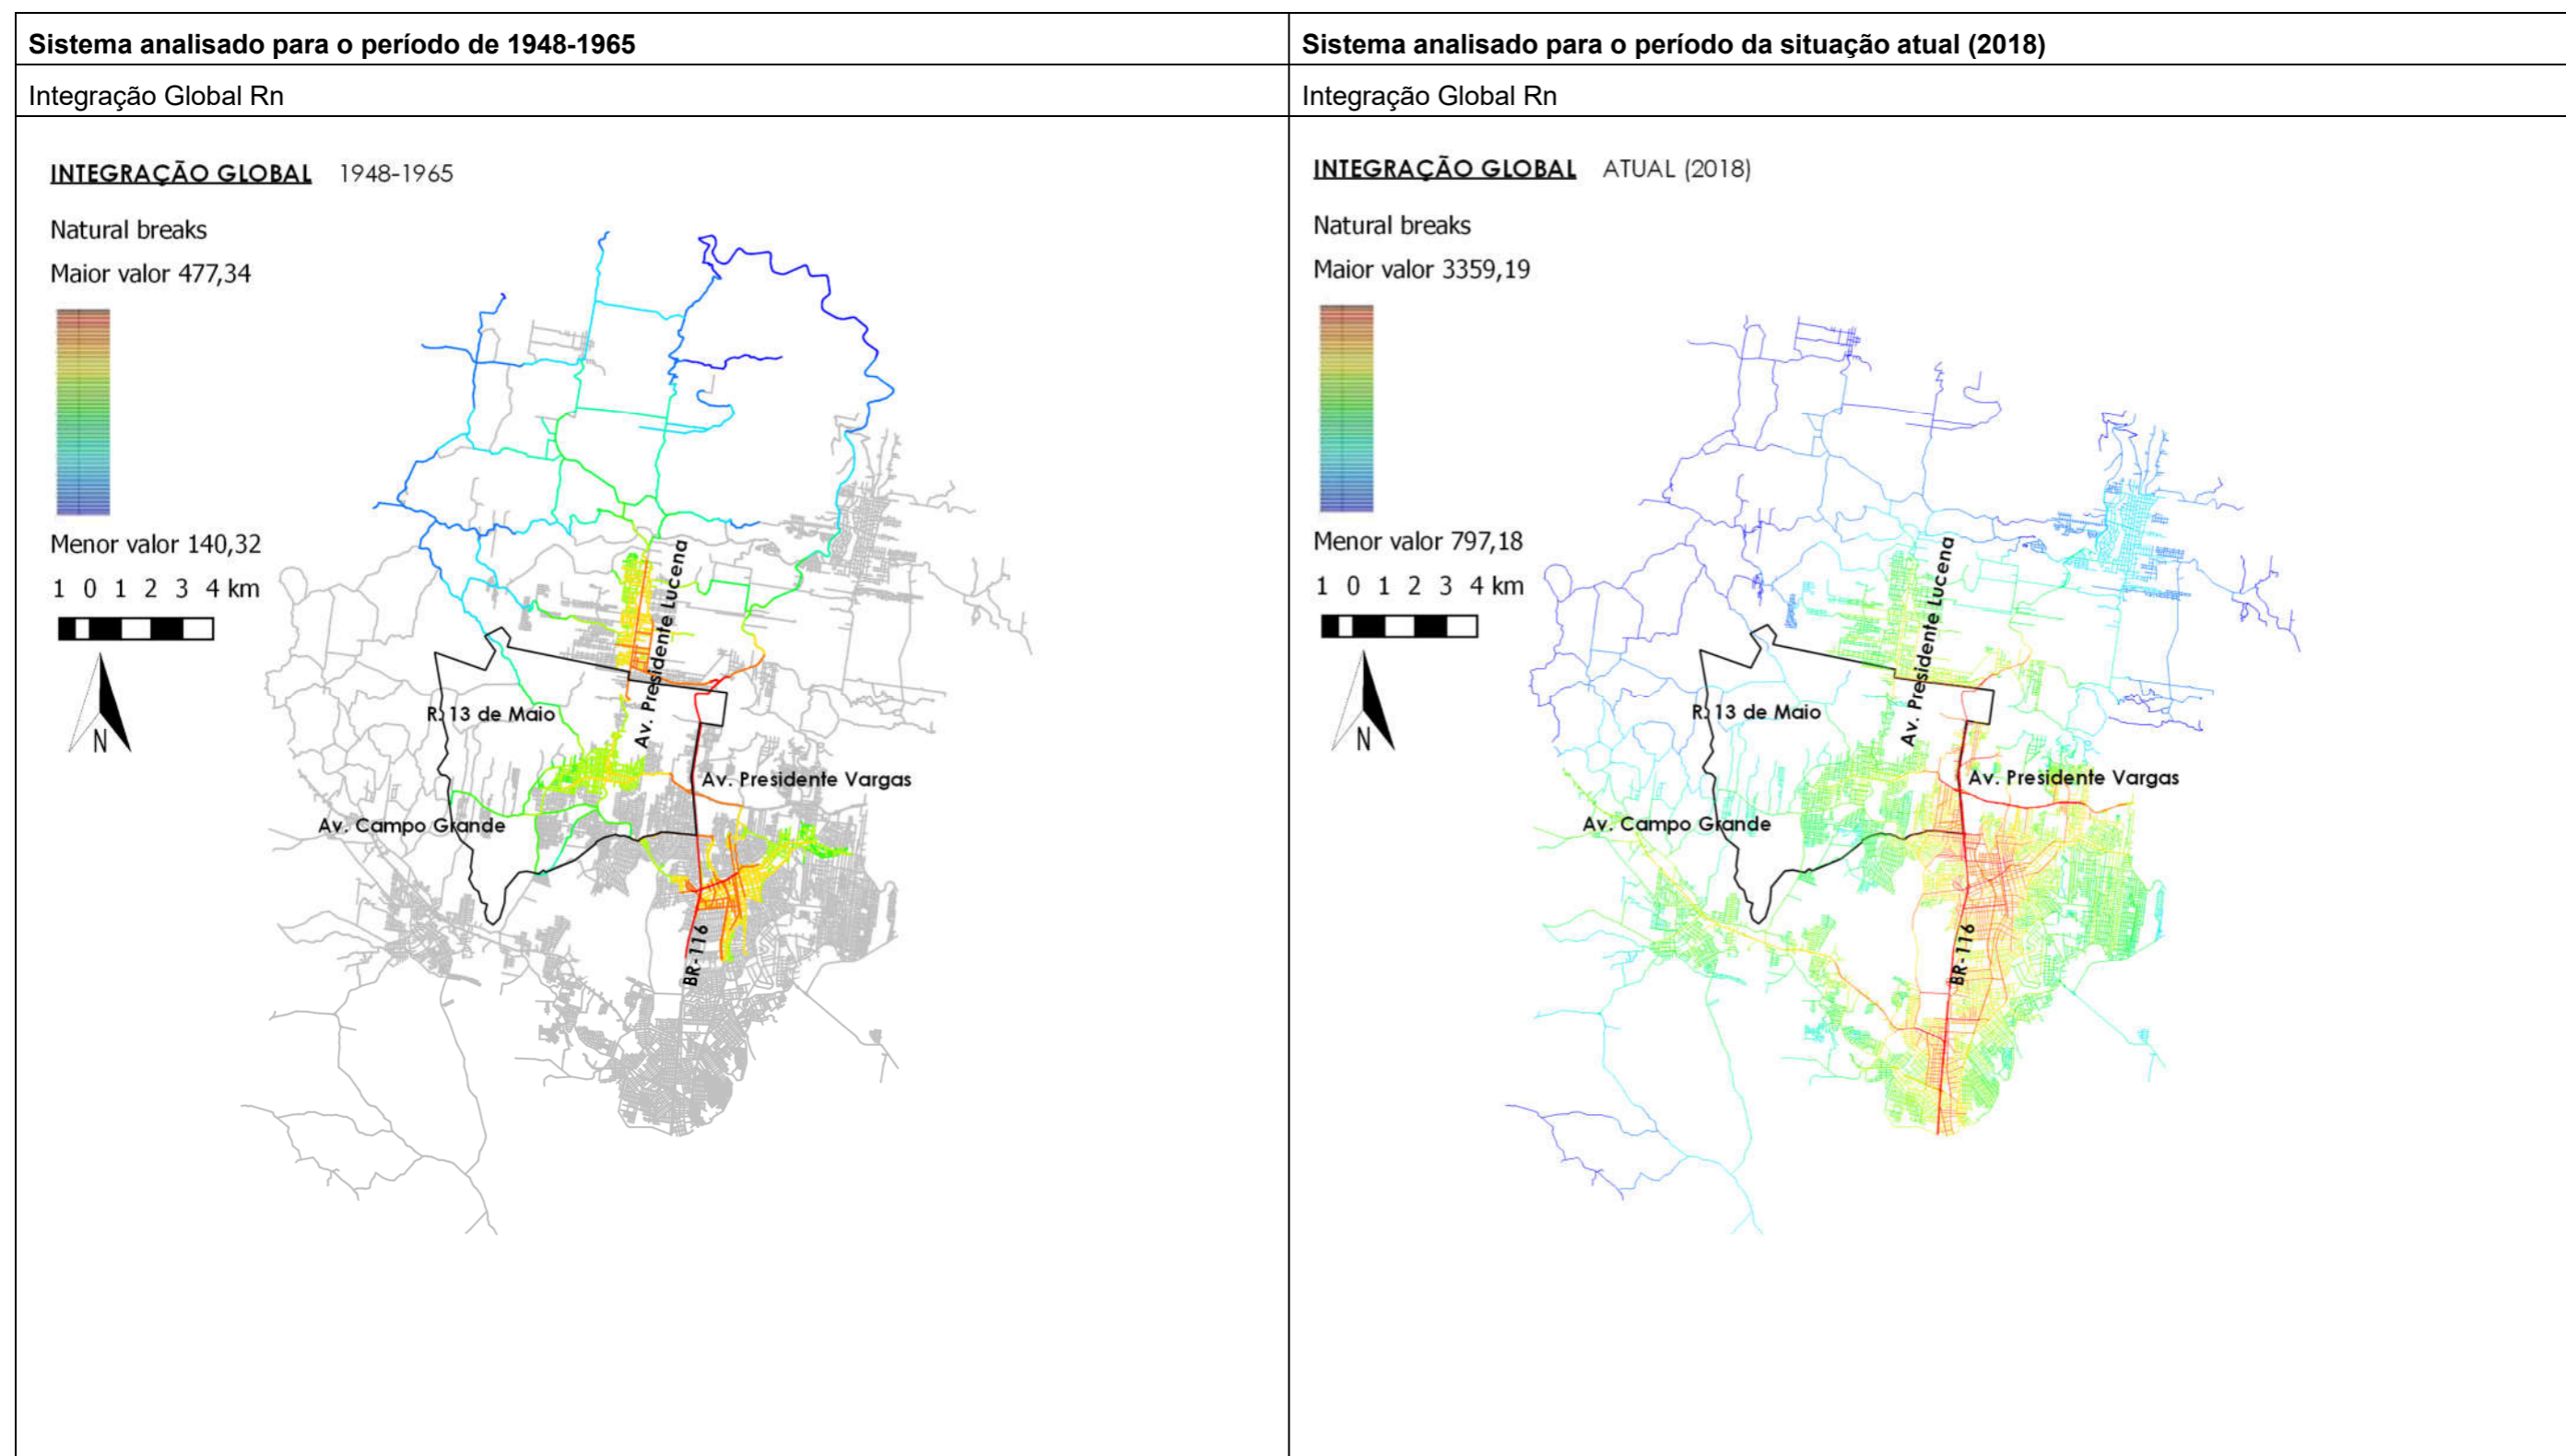 Sistema analisado para o período de 1948-1965
Integração Global Rn
INTEGRAÇÃO GLOBAL 1948-1965
Natural breaks
Maior valor 477,34
Menor valor 140,32
1 0 1 2 3 4 km
N
Av. Presidente Lucena
R. 13 de Maio
Av. Presidente Vargas
Av. Campo Grande
BR-116
Sistema analisado para o período da situação atual (2018)
Integração Global Rn
INTEGRAÇÃO GLOBAL ATUAL (2018)
Natural breaks
Maior valor 3359,19
Menor valor 797,18
1 0 1 2 3 4 km
N
Av. Presidente Lucena
R. 13 de Maio
Av. Presidente Vargas
Av. Campo Grande
BR-116